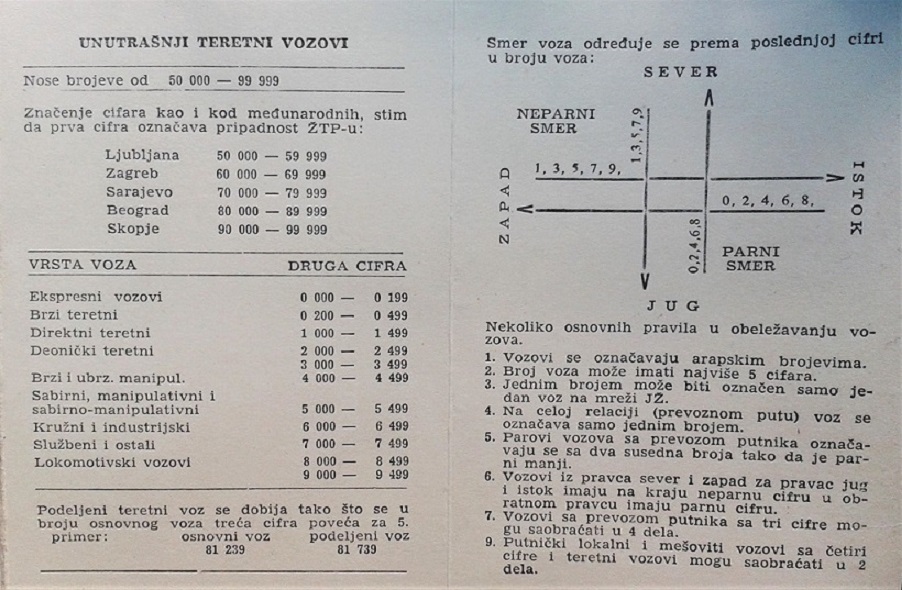 UNUTRAŠNJI TERETNI VOZOVI
Nose brojeve od 50 000 — 99 999
Značenje cifara kao i kod međunarodnih, stim
da prva cifra označava pripadnost ŽTP-u:
Ljubljana 50 000 — 59 999
Zagreb 60 000 — 69 999
Sarajevo 70 000 — 79 999
Beograd 80 000 — 89 999
Skopje 90 000 — 99 999
VRSTA VOZA DRUGA CIFRA
Ekspresni vozovi 0 000 — 0 199
Brzi teretni 0 200 — 0 499
Direktni teretni 1 000 — 1 499
Deonički teretni 2 000 — 2 499
3 000 — 3 499
Brzi i ubrz. manipul. 4 000 — 4 499
Sabirni, manipulativni i
sabirno-manipulativni 5 000 — 5 499
Kružni i industrijski 6 000 — 6 499
Službeni i ostali 7 000 — 7 499
Lokomotivski vozovi 8 000 — 8 499
9 000 — 9 499
Podeljeni teretni voz se dobija tako što se u
broju osnovnog voza treća cifra poveća za 5.
primer: osnovni voz podeljeni voz
81 239 81 739
Smer voza određuje se prema poslednjoj cifri
u broju voza:
SEVER
NEPARNI
SMER
1,3,5,7,9
1, 3, 5, 7, 9,
ZAPAD
ISTOK
0, 2, 4, 6, 8,
0,2,4,6,8
PARNI
SMER
JUG
Nekoliko osnovnih pravila u obeležavanju vo-
zova.
1. Vozovi se označavaju arapskim brojevima.
2. Broj voza može imati najviše 5 cifara.
3. Jednim brojem može biti označen samo je-
dan voz na mreži JŽ.
4. Na celoj relaciji (prevoznom putu) voz se
označava samo jednim brojem.
5. Parovi vozova sa prevozom putnika označa-
vaju se sa dva susedna broja tako da je par-
ni manji.
6. Vozovi iz pravca sever i zapad za pravac jug
i istok imaju na kraju neparnu cifru u ob-
ratnom pravcu imaju parnu cifru.
7. Vozovi sa prevozom putnika sa tri cifre mo-
gu saobraćati u 4 dela.
9. Putnički lokalni i mešoviti vozovi sa četiri
cifre i teretni vozovi mogu saobraćati u 2
dela.